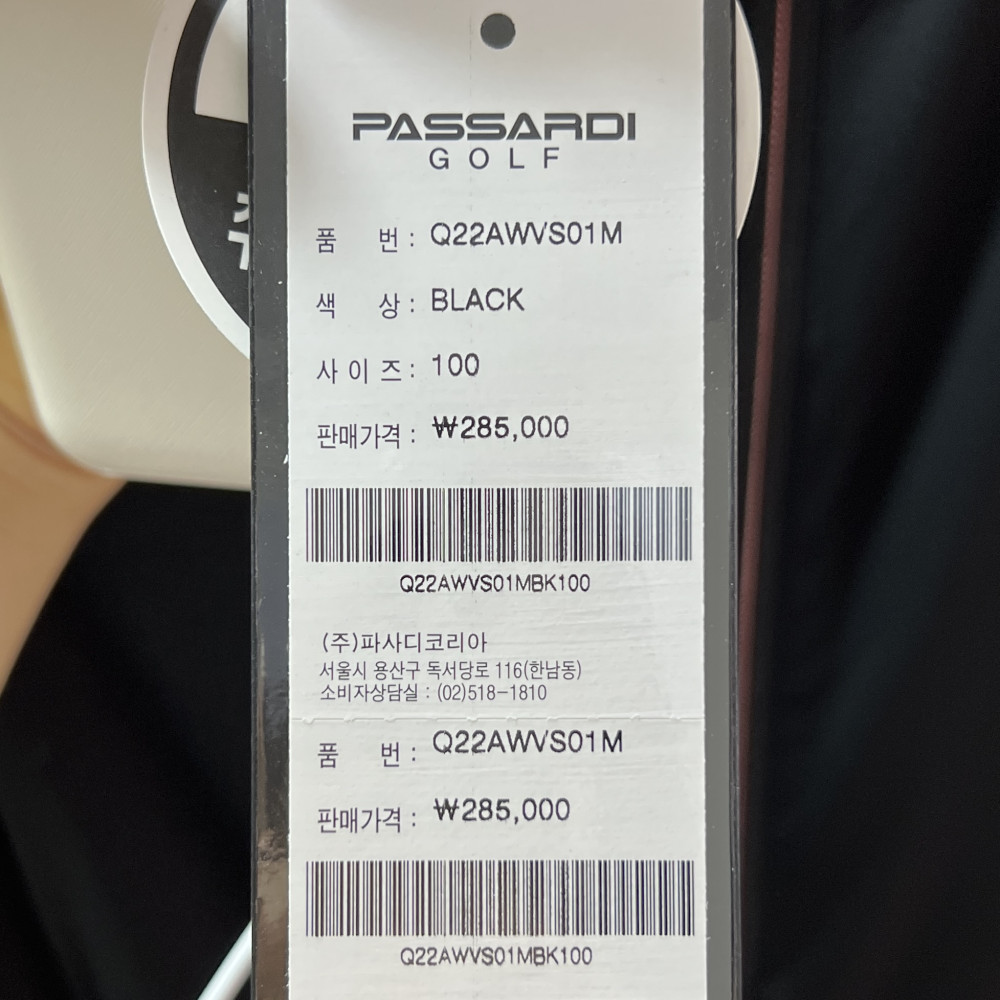 PASSARDI
GOLF
품 번 : Q22AWVS01M
색 상 : BLACK
사 이 즈 : 100
판매가격 : ₩285,000
Q22AWVS01MBK100
(주)파사디코리아
서울시 용산구 독서당로 116(한남동)
소비자상담실 : (02)518-1810
품 번 : Q22AWVS01M
판매가격 : ₩285,000
Q22AWVS01MBK100